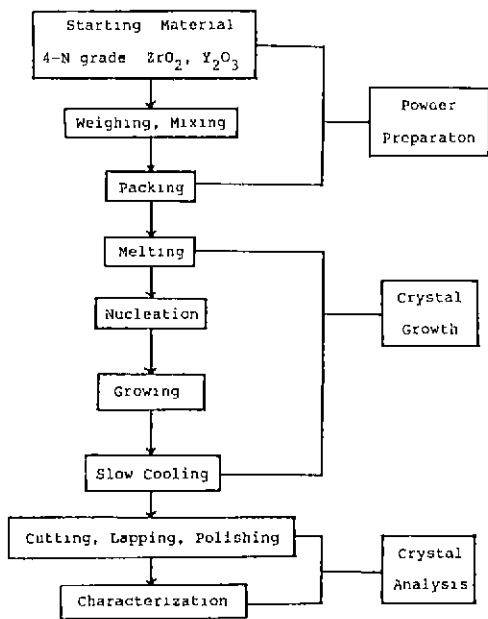 Starting Material
4-N grade ZrO2, Y2O3
Weighing, Mixing
Powder
Preparaton
Packing
Melting
Nucleation
Crystal
Growth
Growing
Slow Cooling
Cutting, Lapping, Polishing
Crystal
Analysis
Characterization